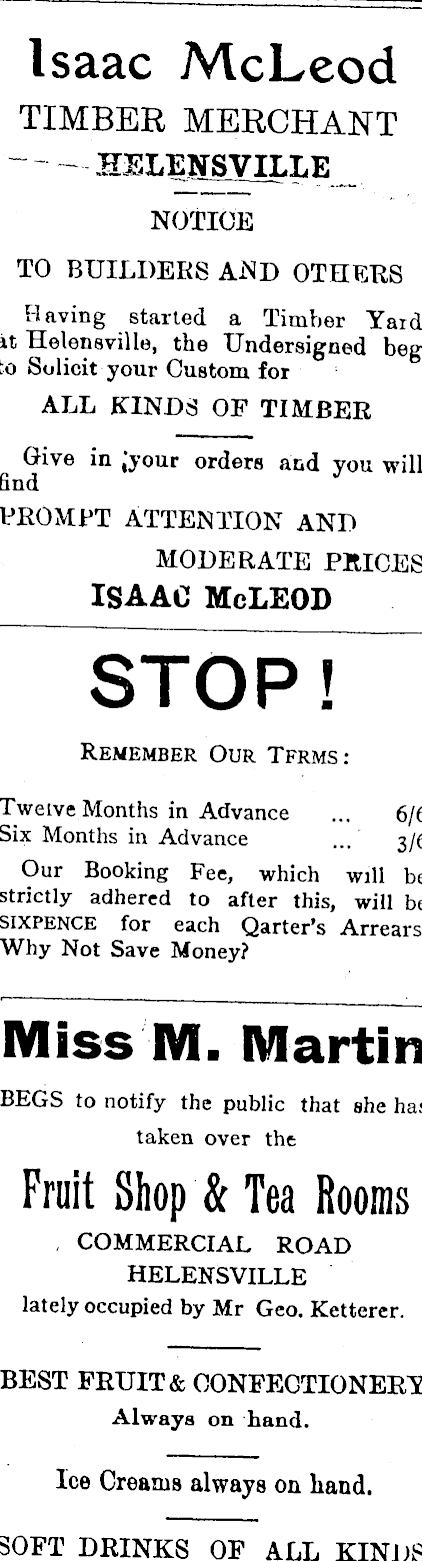 Isaac McLeod
TIMBER MERCHANT
HELENSVILLE
NOTICE
TO BUILDERS AND OTHERS
Having started a Timber Yard
at Helensville, the Undersigned beg
to Solicit your Custom for
ALL KINDS OF TIMBER
Give in your orders and you will
find
PROMPT ATTENTION AND
MODERATE PRICES
ISAAC McLEOD
STOP!
REMEMBER OUR TERMS:
Twelve Months in Advance ... 6/6
Six Months in Advance ... 3/6
Our Booking Fee, which will be
strictly adhered to after this, will be
SIXPENCE for each Qarter's Arrears
Why Not Save Money?
Miss M. Martin
BEGS to notify the public that she has
taken over the
Fruit Shop & Tea Rooms
COMMERCIAL ROAD
HELENSVILLE
lately occupied by Mr Geo. Ketterer.
BEST FRUIT & CONFECTIONERY
Always on hand.
Ice Creams always on hand.
SOFT DRINKS OF ALL KINDS